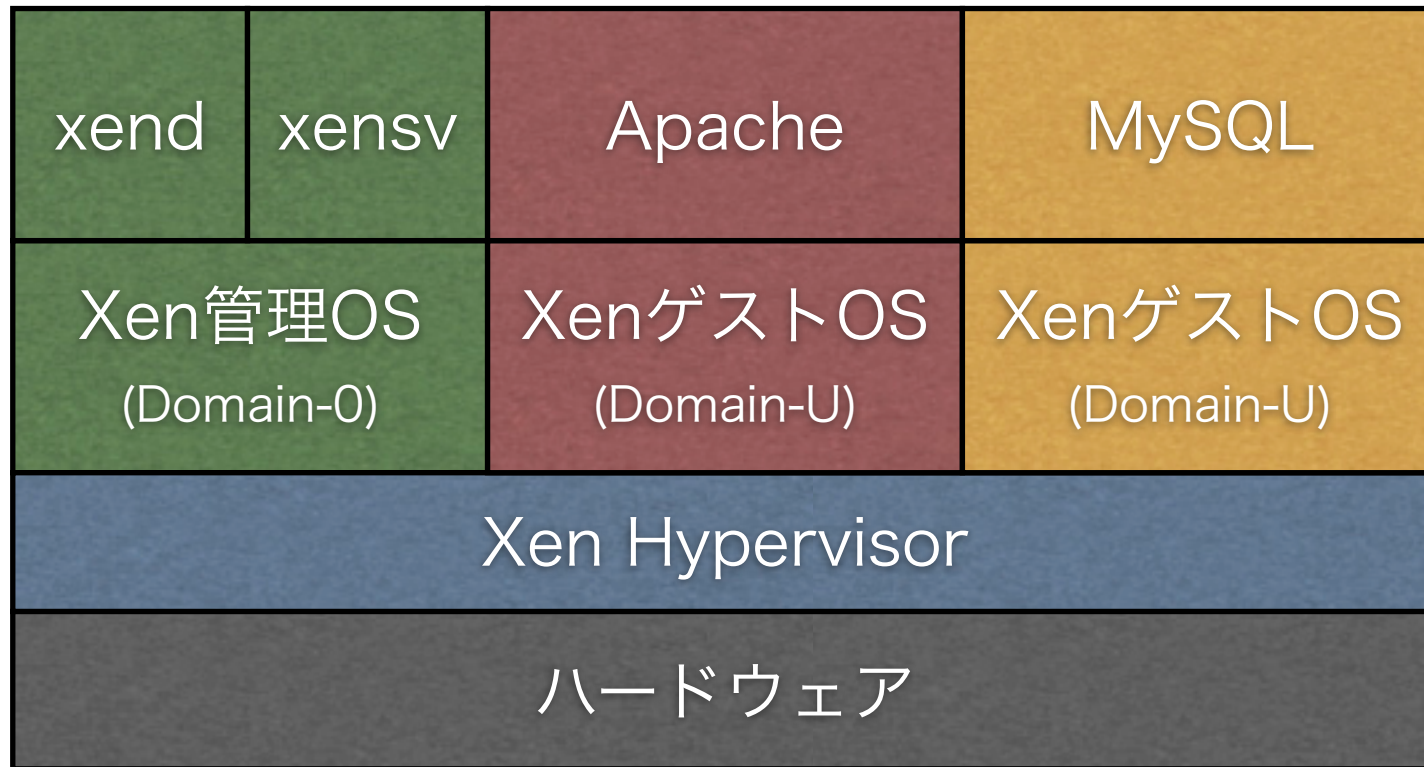 xend
xensv
Apache
MySQL
Xen管理OS
(Domain-0)
XenゲストOS
(Domain-U)
XenゲストOS
(Domain-U)
Xen Hypervisor
ハードウェア